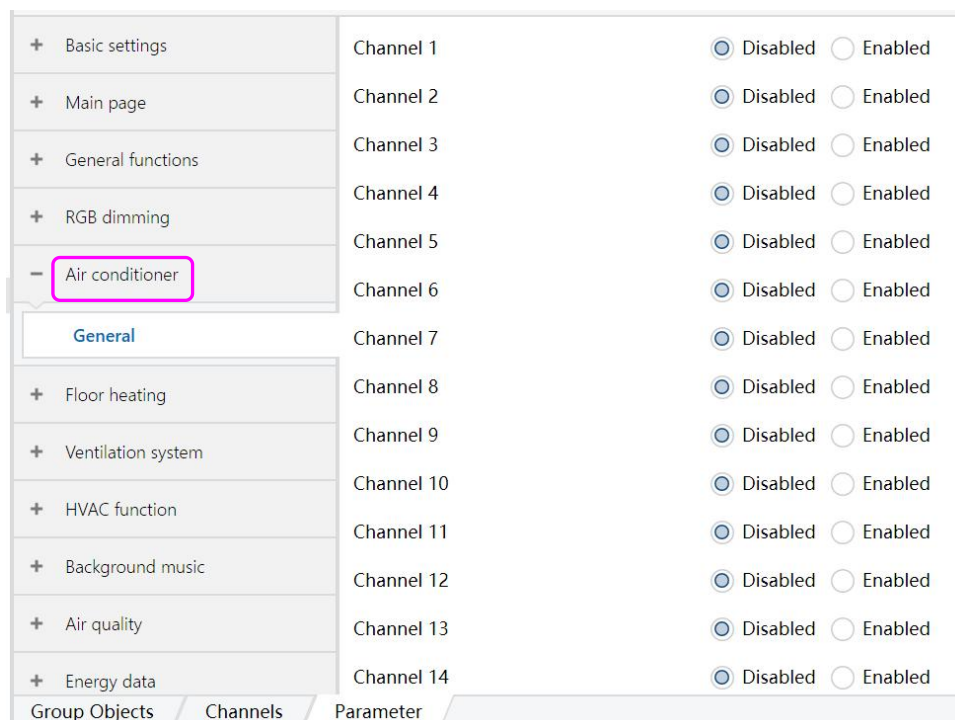 Basic settings
Main page
General functions
RGB dimming
Air conditioner
General
Floor heating
Ventilation system
HVAC function
Background music
Air quality
Energy data
Channel 1 Disabled Enabled
Channel 2 Disabled Enabled
Channel 3 Disabled Enabled
Channel 4 Disabled Enabled
Channel 5 Disabled Enabled
Channel 6 Disabled Enabled
Channel 7 Disabled Enabled
Channel 8 Disabled Enabled
Channel 9 Disabled Enabled
Channel 10 Disabled Enabled
Channel 11 Disabled Enabled
Channel 12 Disabled Enabled
Channel 13 Disabled Enabled
Channel 14 Disabled Enabled
Group Objects Channels Parameter